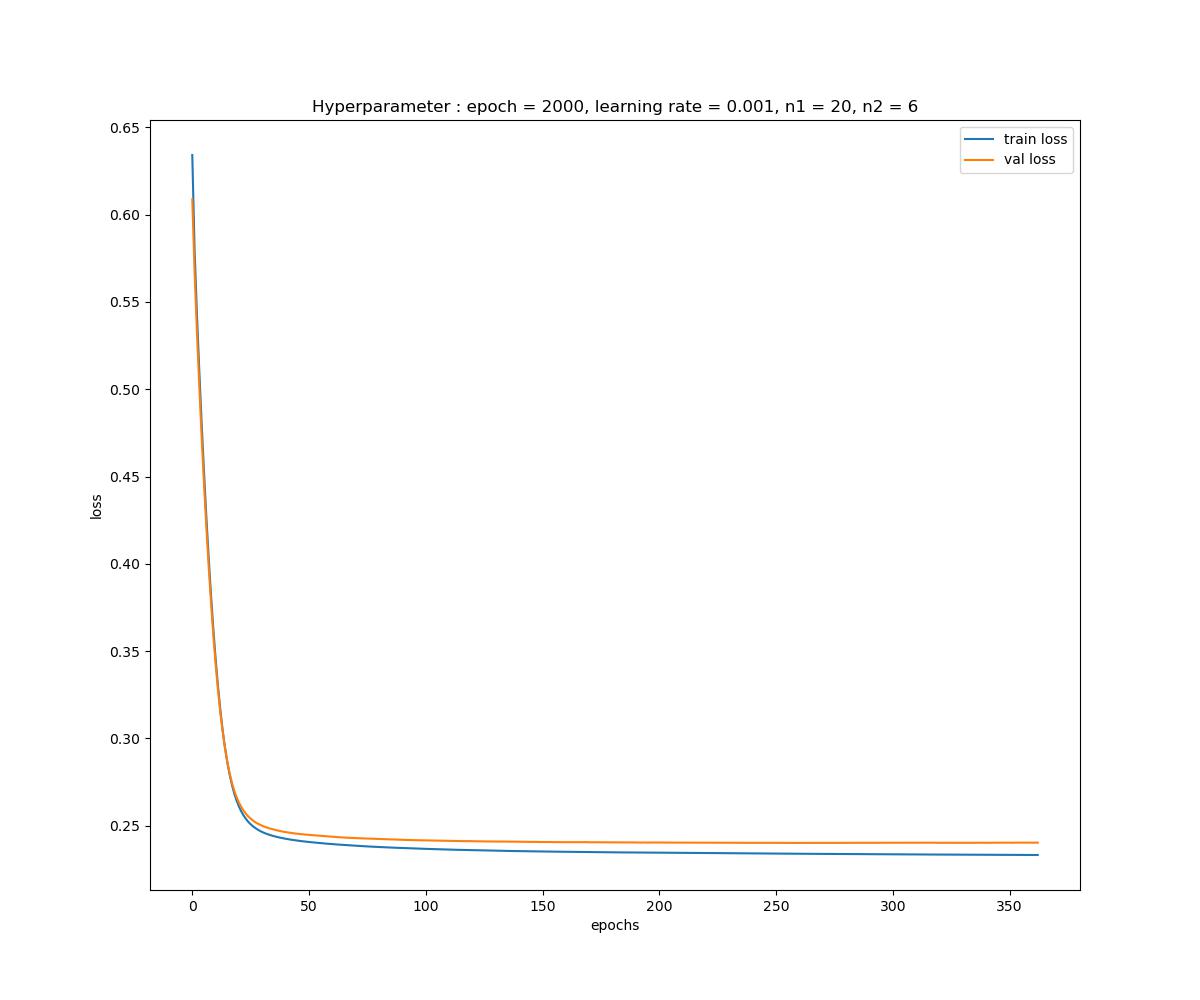 Hyperparameter : epoch = 2000, learning rate = 0.001, n1 = 20, n2 = 6
train loss
val loss
0.65
0.60
0.55
0.50
0.45
0.40
0.35
0.30
0.25
loss
0 50 100 150 200 250 300 350
epochs